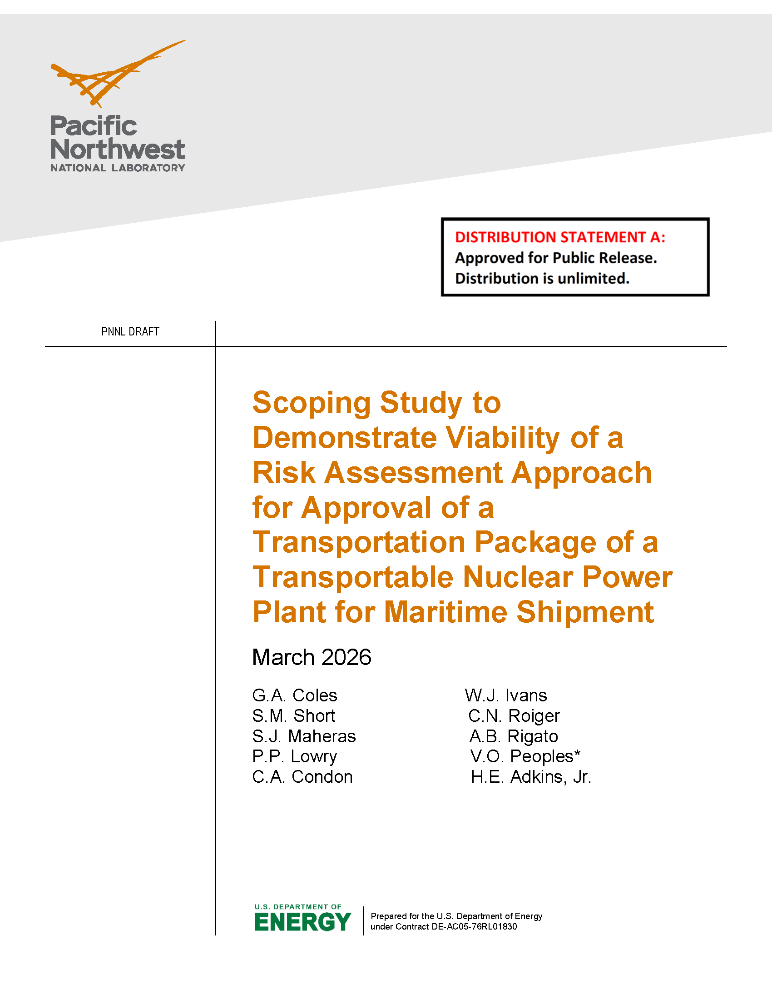 Pacific
Northwest
NATIONAL LABORATORY
DISTRIBUTION STATEMENT A:
Approved for Public Release.
Distribution is unlimited.
PNNL DRAFT
Scoping Study to
Demonstrate Viability of a
Risk Assessment Approach
for Approval of a
Transportation Package of a
Transportable Nuclear Power
Plant for Maritime Shipment
March 2026
G.A. Coles
S.M. Short
S.J. Maheras
P.P. Lowry
C.A. Condon
W.J. Ivans
C.N. Roiger
A.B. Rigato
V.O. Peoples*
H.E. Adkins, Jr.
U.S. DEPARTMENT OF
ENERGY
Prepared for the U.S. Department of Energy
under Contract DE-AC05-76RL01830